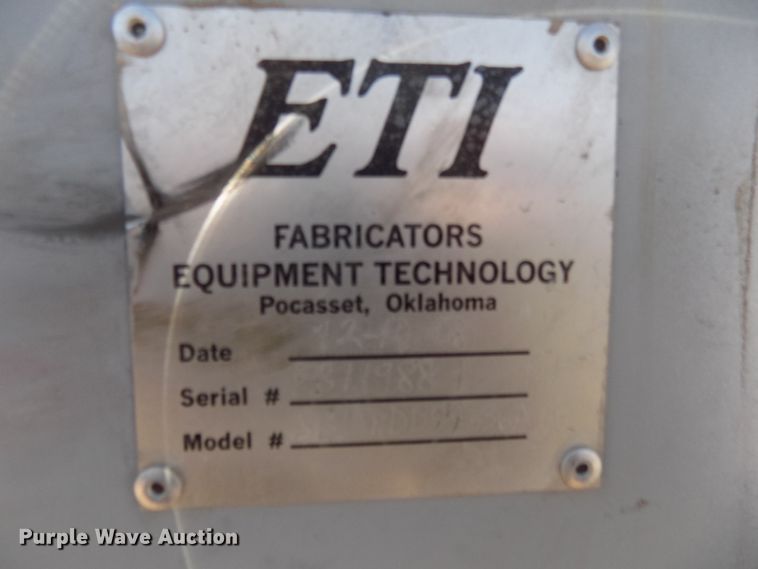 ETI
FABRICATORS
EQUIPMENT TECHNOLOGY
Pocasset, Oklahoma
Date
Serial #
Model #
Purple Wave Auction